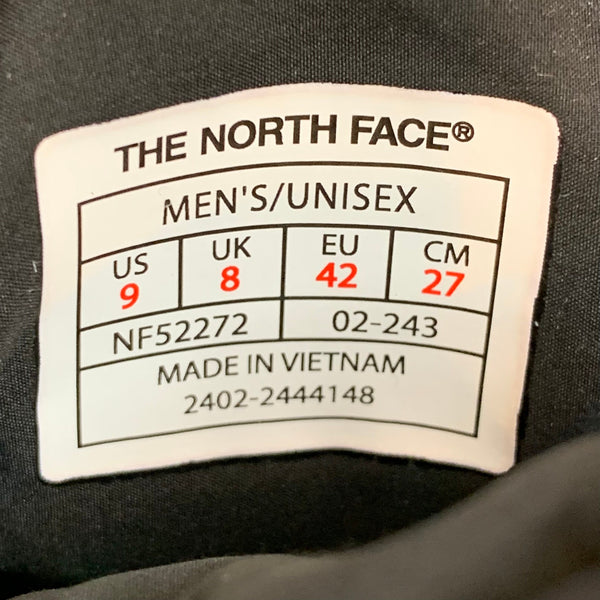 THE NORTH FACE®
MEN'S/UNISEX
US UK EU CM
9 8 42 27
NF52272 02-243
MADE IN VIETNAM
2402-2444148